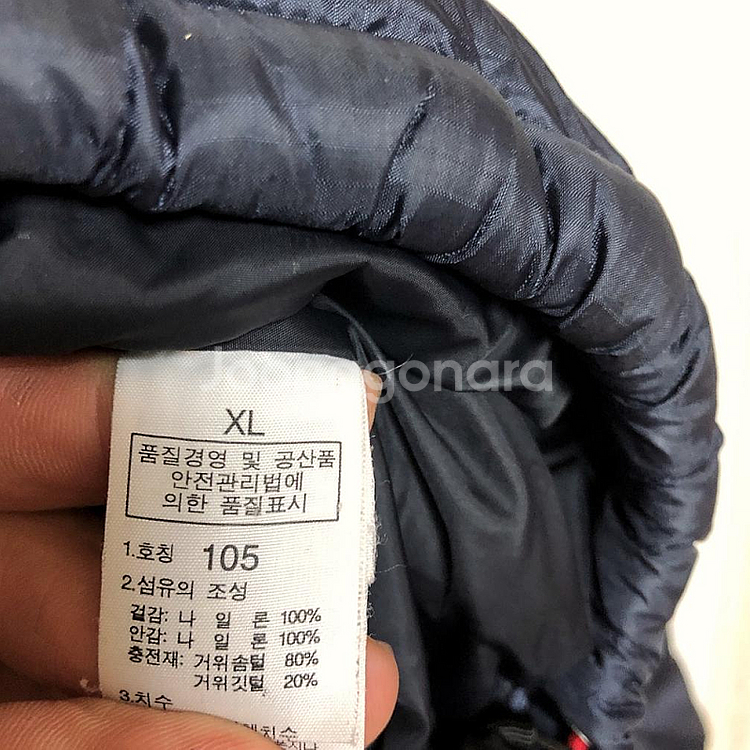 Joongonara
XL
품질경영 및 공산품
안전관리법에
의한 품질표시
1.호칭 105
2.섬유의 조성
겉감: 나 일 론 100%
안감: 나 일 론 100%
충전재: 거위솜털 80%
거위깃털 20%
3.치수